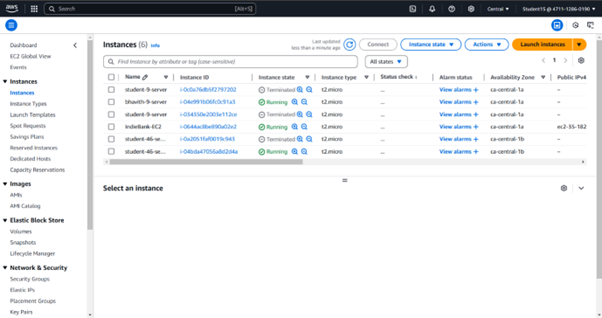 aws
Search
[Alt+S]
Central
Student15 @ 4711-1286-0190
Dashboard
EC2 Global View
Events
Instances
Instances
Instance Types
Launch Templates
Spot Requests
Savings Plans
Reserved Instances
Dedicated Hosts
Capacity Reservations
Images
AMIs
AMI Catalog
Elastic Block Store
Volumes
Snapshots
Lifecycle Manager
Network & Security
Security Groups
Elastic IPs
Placement Groups
Key Pairs
Instances (6) Info
Last updated
less than a minute ago
Connect
Instance state
Actions
Launch instances
Find Instance by attribute or tag (case-sensitive)
All states
1
Name Instance ID Instance state Instance type Status check Alarm status Availability Zone Public IPv4
student-9-server i-0c0a76db5f2797202 Terminated t2.micro ... View alarms + ca-central-1a –
bhavith-9-server i-04e991b06fc0c91a3 Running t2.micro ... View alarms + ca-central-1a –
student-9-server Terminated t2.micro ... View alarms + ca-central-1a –
IndieBank-EC2 Running t2.micro ... View alarms + ca-central-1a ec2-35-182
student-46-se... i-0a2051faf0019c943 Terminated t2.micro ... View alarms + ca-central-1b –
student-46-se... i-04bda47056a8d2d4a Running t2.micro ... View alarms + ca-central-1b –
Select an instance